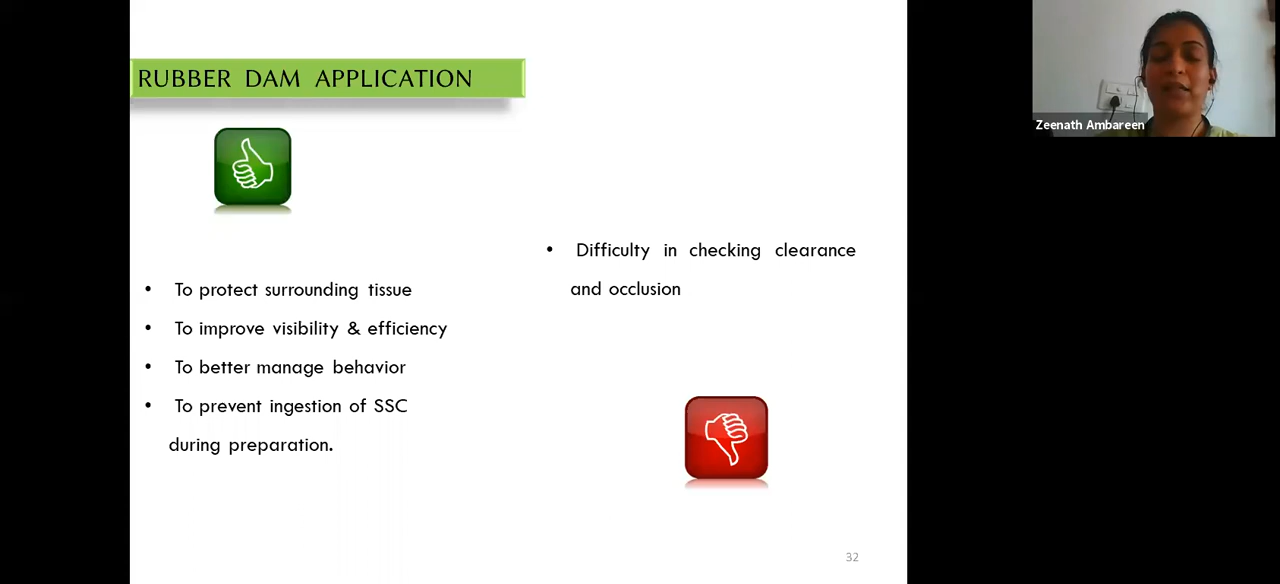 RUBBER DAM APPLICATION
Zeenath Ambareen
• To protect surrounding tissue
• To improve visibility & efficiency
• To better manage behavior
• To prevent ingestion of SSC
during preparation.
• Difficulty in checking clearance
and occlusion
32